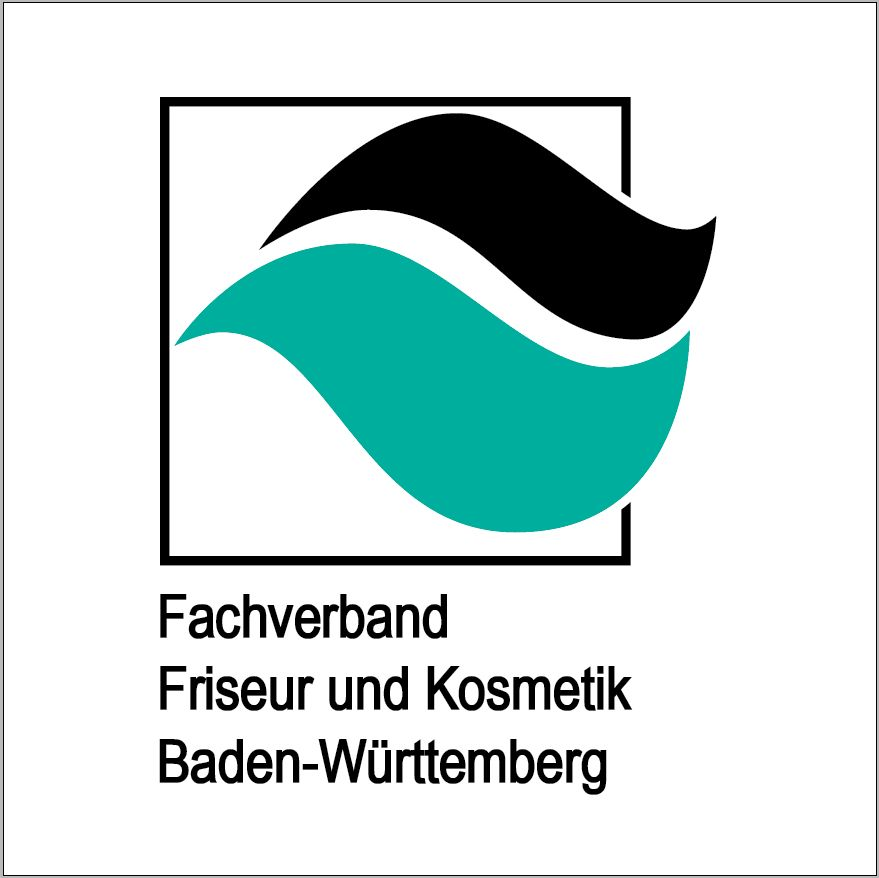 Fachverband
Friseur und Kosmetik
Baden-Württemberg